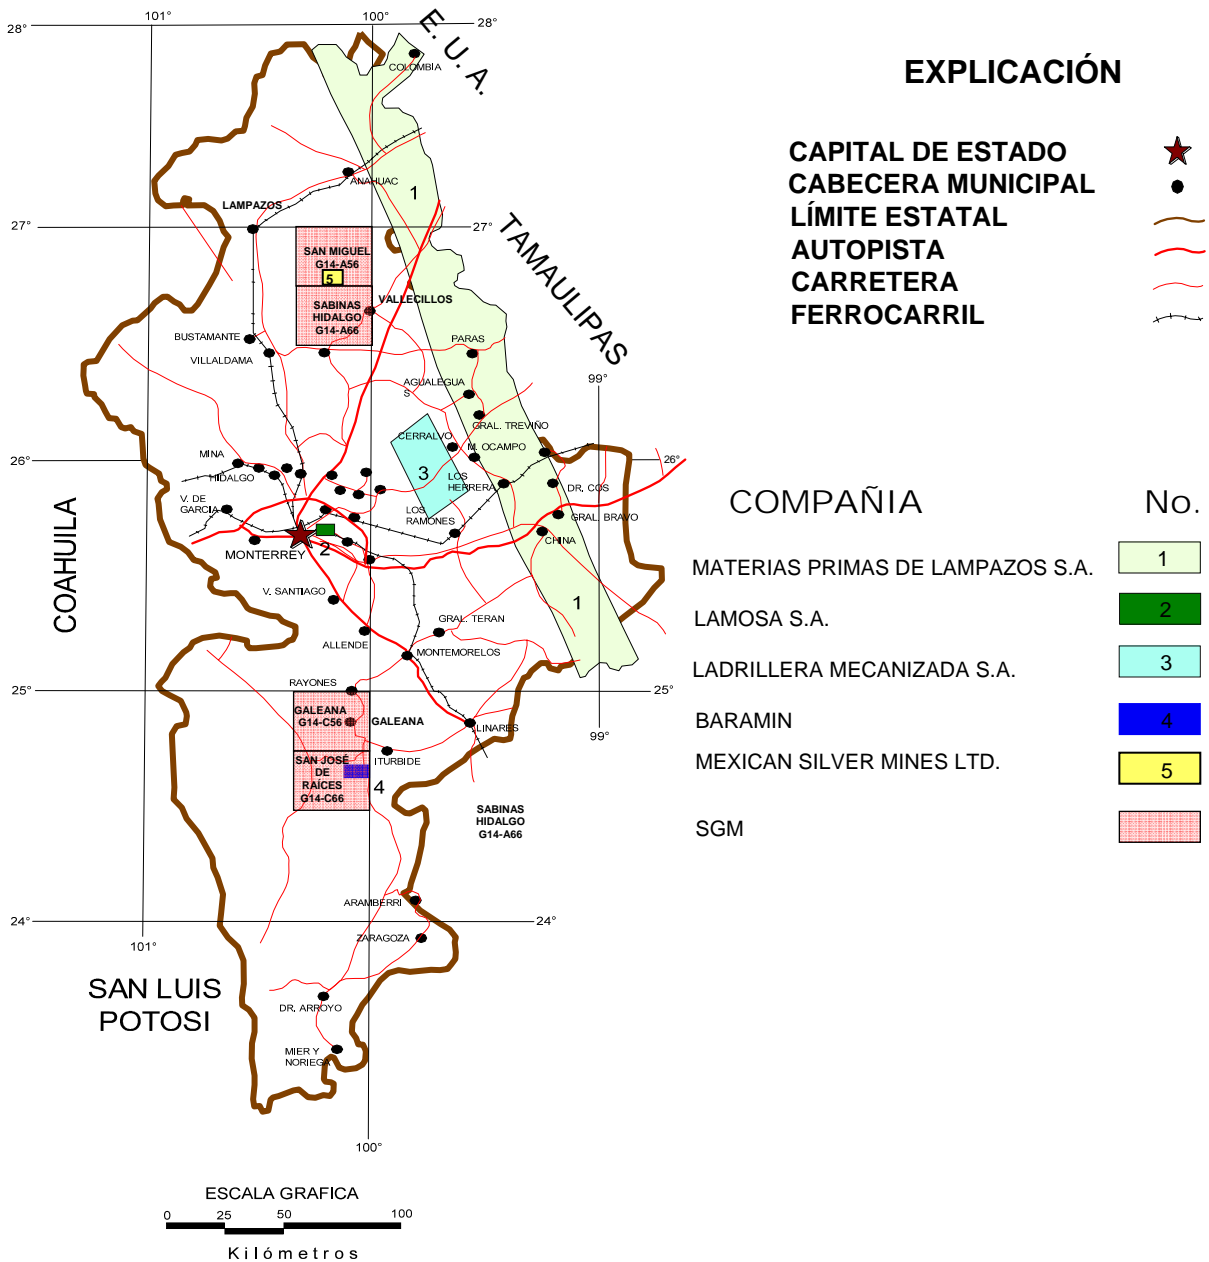 101°
100°
28°
28°
E. U. A.
COLOMBIA
ANAHUAC
1
LAMPAZOS
27°
27°
TAMAULIPAS
SAN MIGUEL
G14-A56
5
VALLECILLOS
SABINAS
HIDALGO
G14-A66
BUSTAMANTE
VILLALDAMA
PARAS
99°
AGUALEGUA
S
GRAL. TREVIÑO
CERRALVO
M. OCAMPO
MINA
26°
26°
HIDALGO
3
LOS
HERRERA
DR. COS
V. DE
GARCIA
LOS
RAMONES
GRAL. BRAVO
CHINA
MONTERREY
2
COAHUILA
V. SANTIAGO
1
GRAL. TERAN
ALLENDE
MONTEMORELOS
RAYONES
25°
25°
GALEANA
G14-C56
GALEANA
LINARES
99°
SAN JOSÉ
DE
RAÍCES
G14-C66
ITURBIDE
4
SABINAS
HIDALGO
G14-A66
ARAMBERRI
24°
24°
ZARAGOZA
101°
SAN LUIS
POTOSI
DR. ARROYO
MIER Y
NORIEGA
100°
ESCALA GRAFICA
0 25 50 100
Kilómetros
EXPLICACIÓN
CAPITAL DE ESTADO
CABECERA MUNICIPAL
LÍMITE ESTATAL
AUTOPISTA
CARRETERA
FERROCARRIL
COMPAÑIA No.
MATERIAS PRIMAS DE LAMPAZOS S.A. 1
LAMOSA S.A. 2
LADRILLERA MECANIZADA S.A. 3
BARAMIN 4
MEXICAN SILVER MINES LTD. 5
SGM